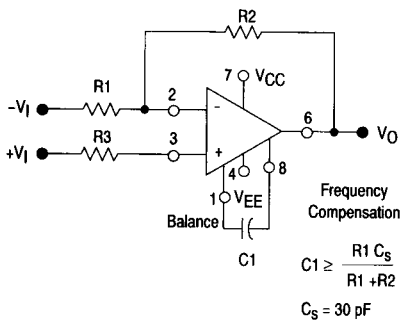 R2
R1
7
VCC
−VI
2
−
6
VO
+VI
R3
3
+
8
4
VEE
1
Balance
C1
Frequency
Compensation
C1 ≥ R1 CS / R1 +R2
CS = 30 pF